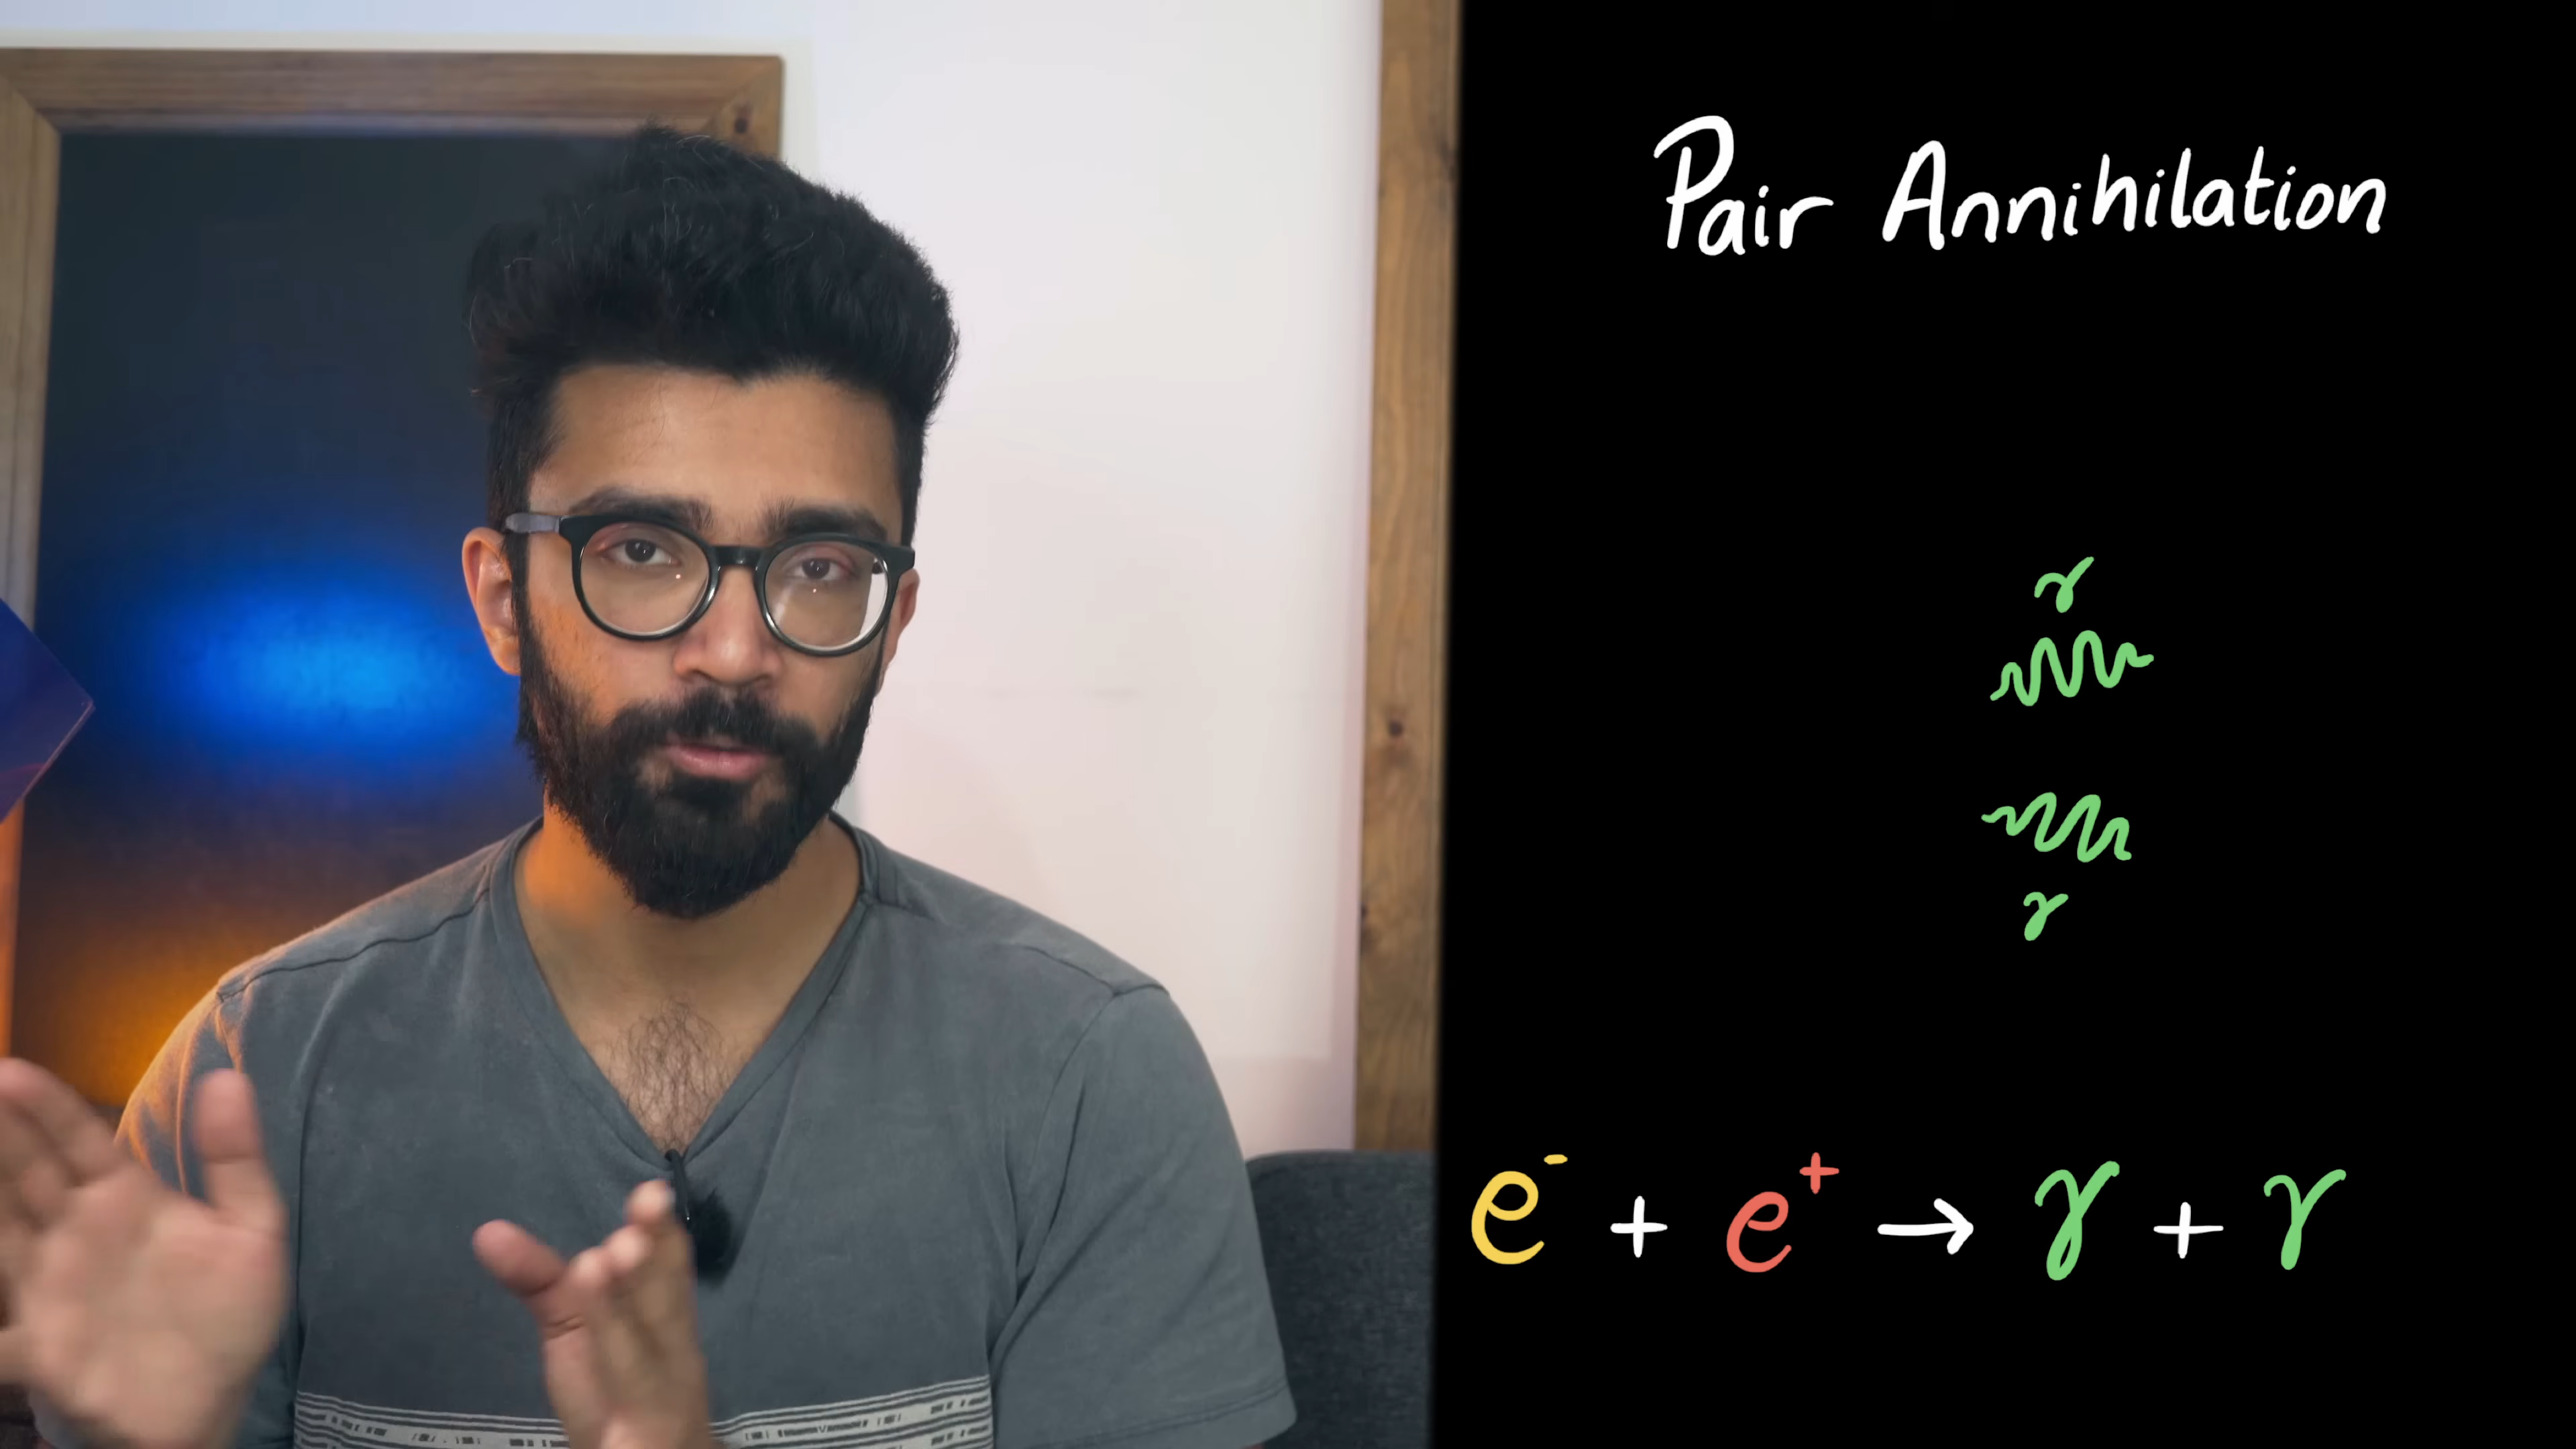 Pair Annihilation
γ
γ
e⁻ + e⁺ → γ + γ